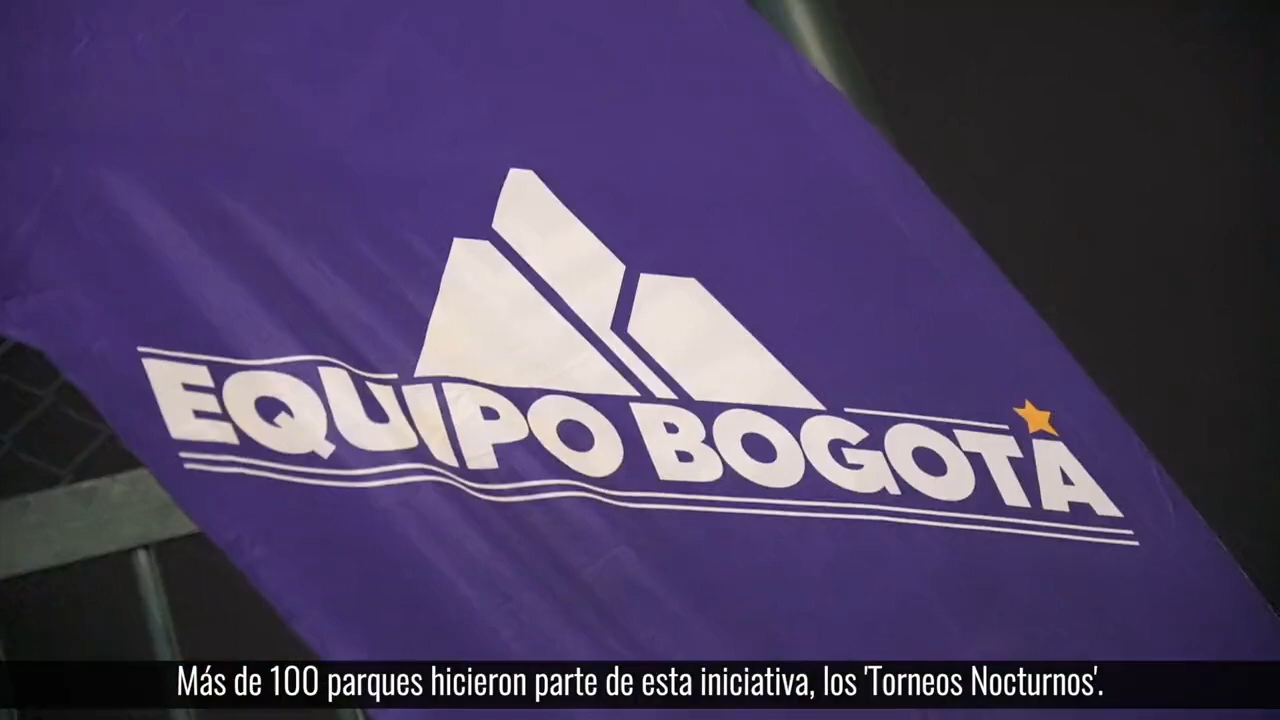 EQUIPO BOGOTÁ
Más de 100 parques hicieron parte de esta iniciativa, los 'Torneos Nocturnos'.